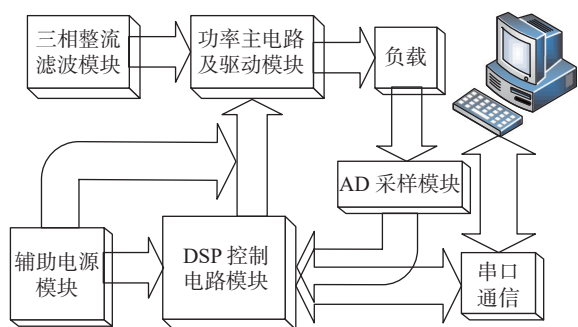 三相整流
滤波模块
功率主电路
及驱动模块
负载
AD 采样模块
辅助电源
模块
DSP 控制
电路模块
串口
通信